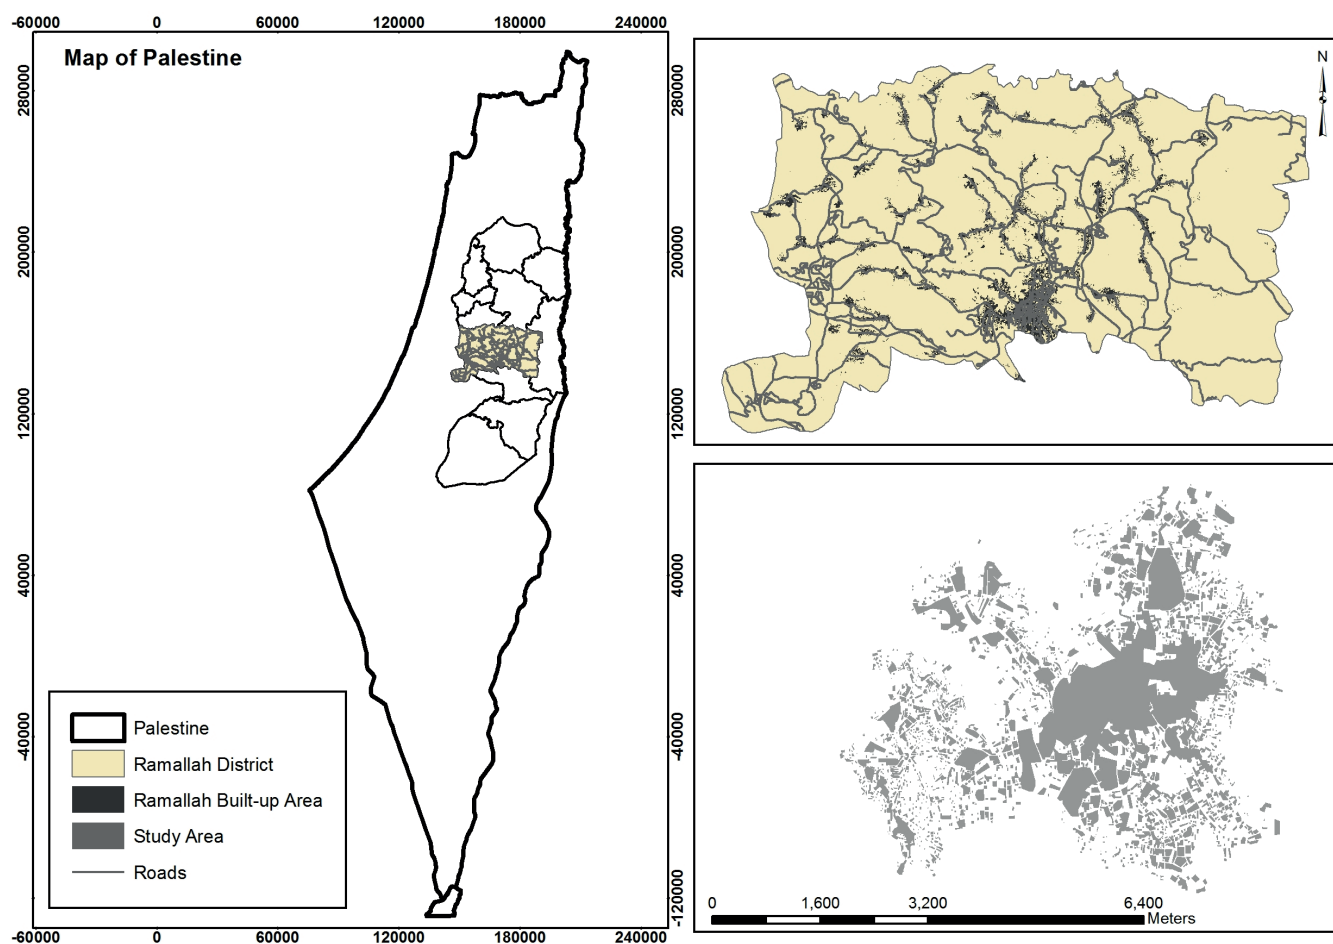 -60000 0 60000 120000 180000 240000
Map of Palestine
280000 280000
200000 200000
120000 120000
40000 40000
-40000 -40000
-120000
Palestine
Ramallah District
Ramallah Built-up Area
Study Area
Roads
-60000 0 60000 120000 180000 240000
N
0 1,600 3,200 6,400
Meters